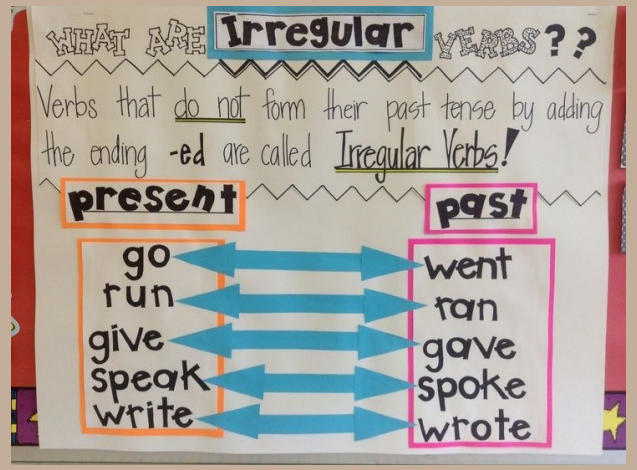 WHAT ARE Irregular VERBS??
Verbs that do not form their past tense by adding
the ending -ed are called Irregular Verbs!
present past
go went
run ran
give gave
speak spoke
write wrote